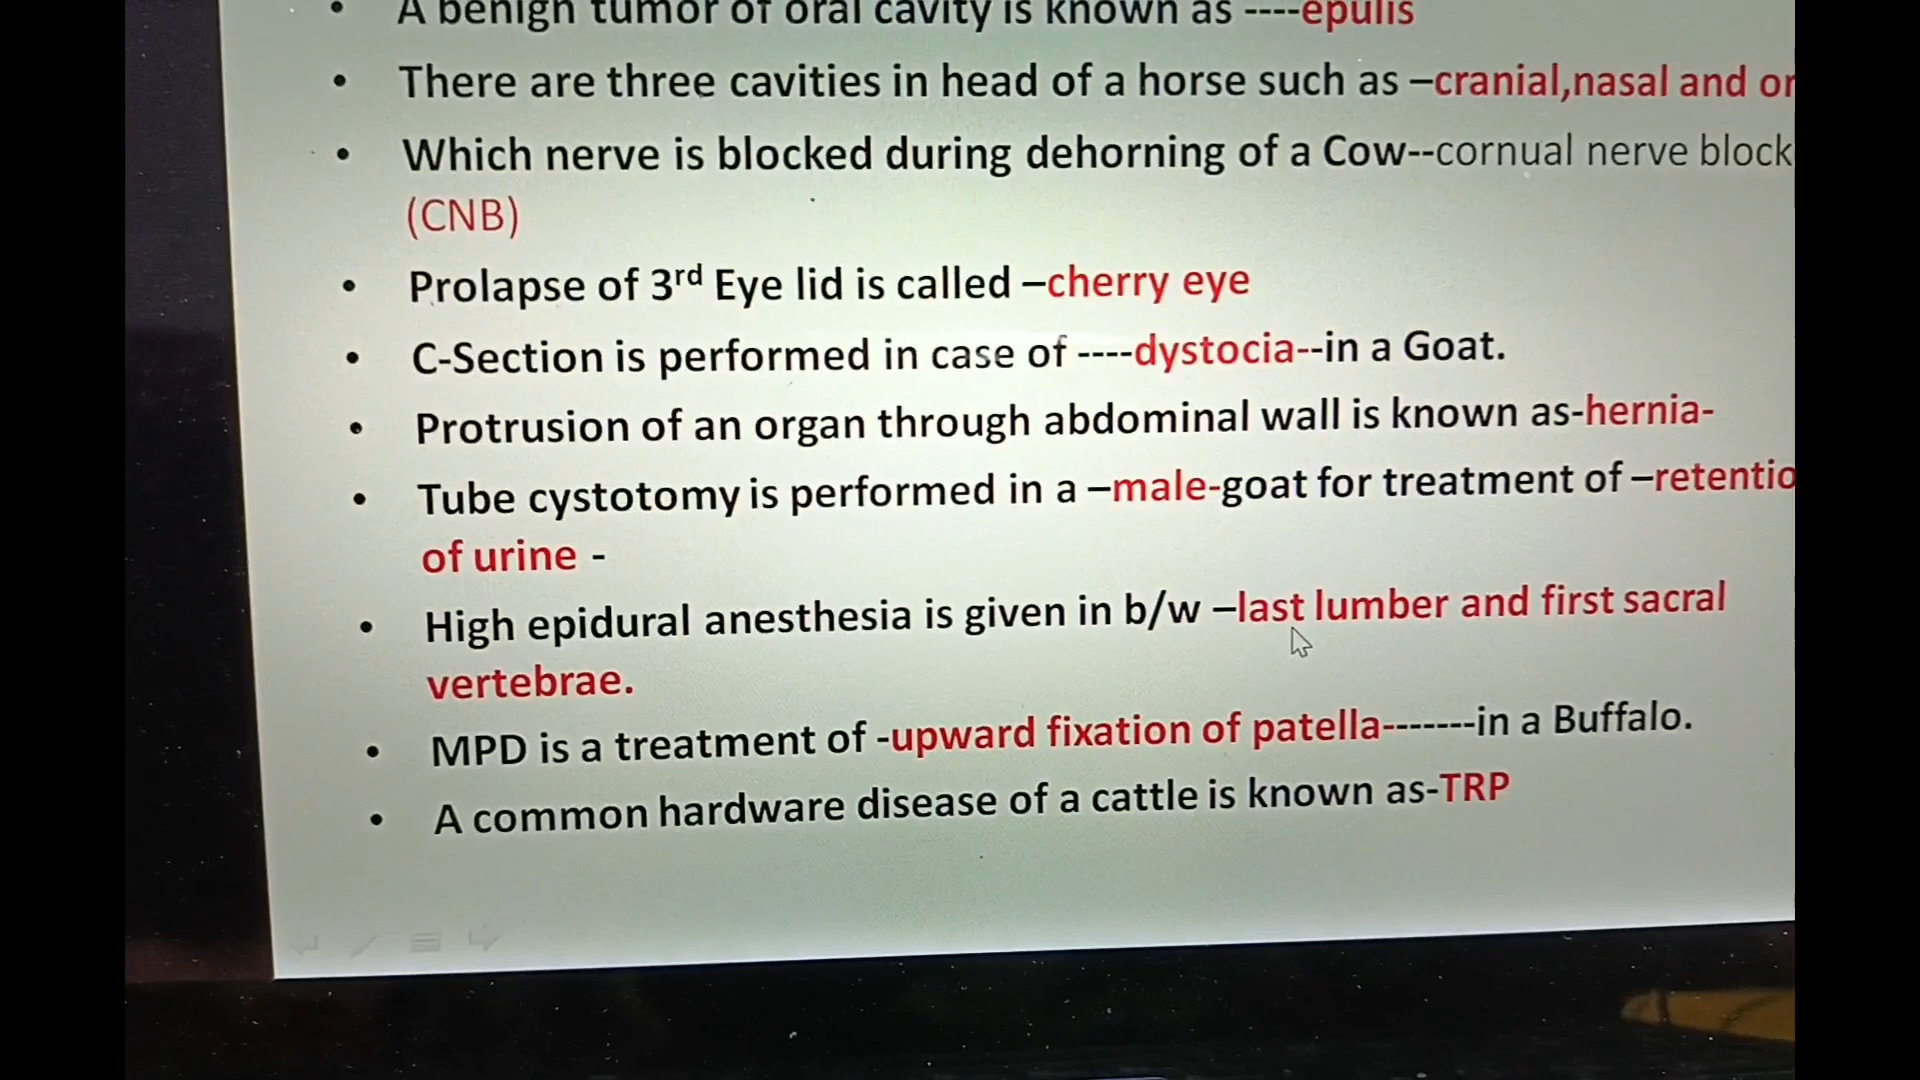 A benign tumor of oral cavity is known as ----epulis
There are three cavities in head of a horse such as –cranial,nasal and
Which nerve is blocked during dehorning of a Cow--cornual nerve block
(CNB)
Prolapse of 3rd Eye lid is called –cherry eye
C-Section is performed in case of ----dystocia--in a Goat.
Protrusion of an organ through abdominal wall is known as-hernia-
Tube cystotomy is performed in a –male-goat for treatment of –retentio
of urine -
High epidural anesthesia is given in b/w –last lumber and first sacral
vertebrae.
MPD is a treatment of -upward fixation of patella-------in a Buffalo.
A common hardware disease of a cattle is known as-TRP